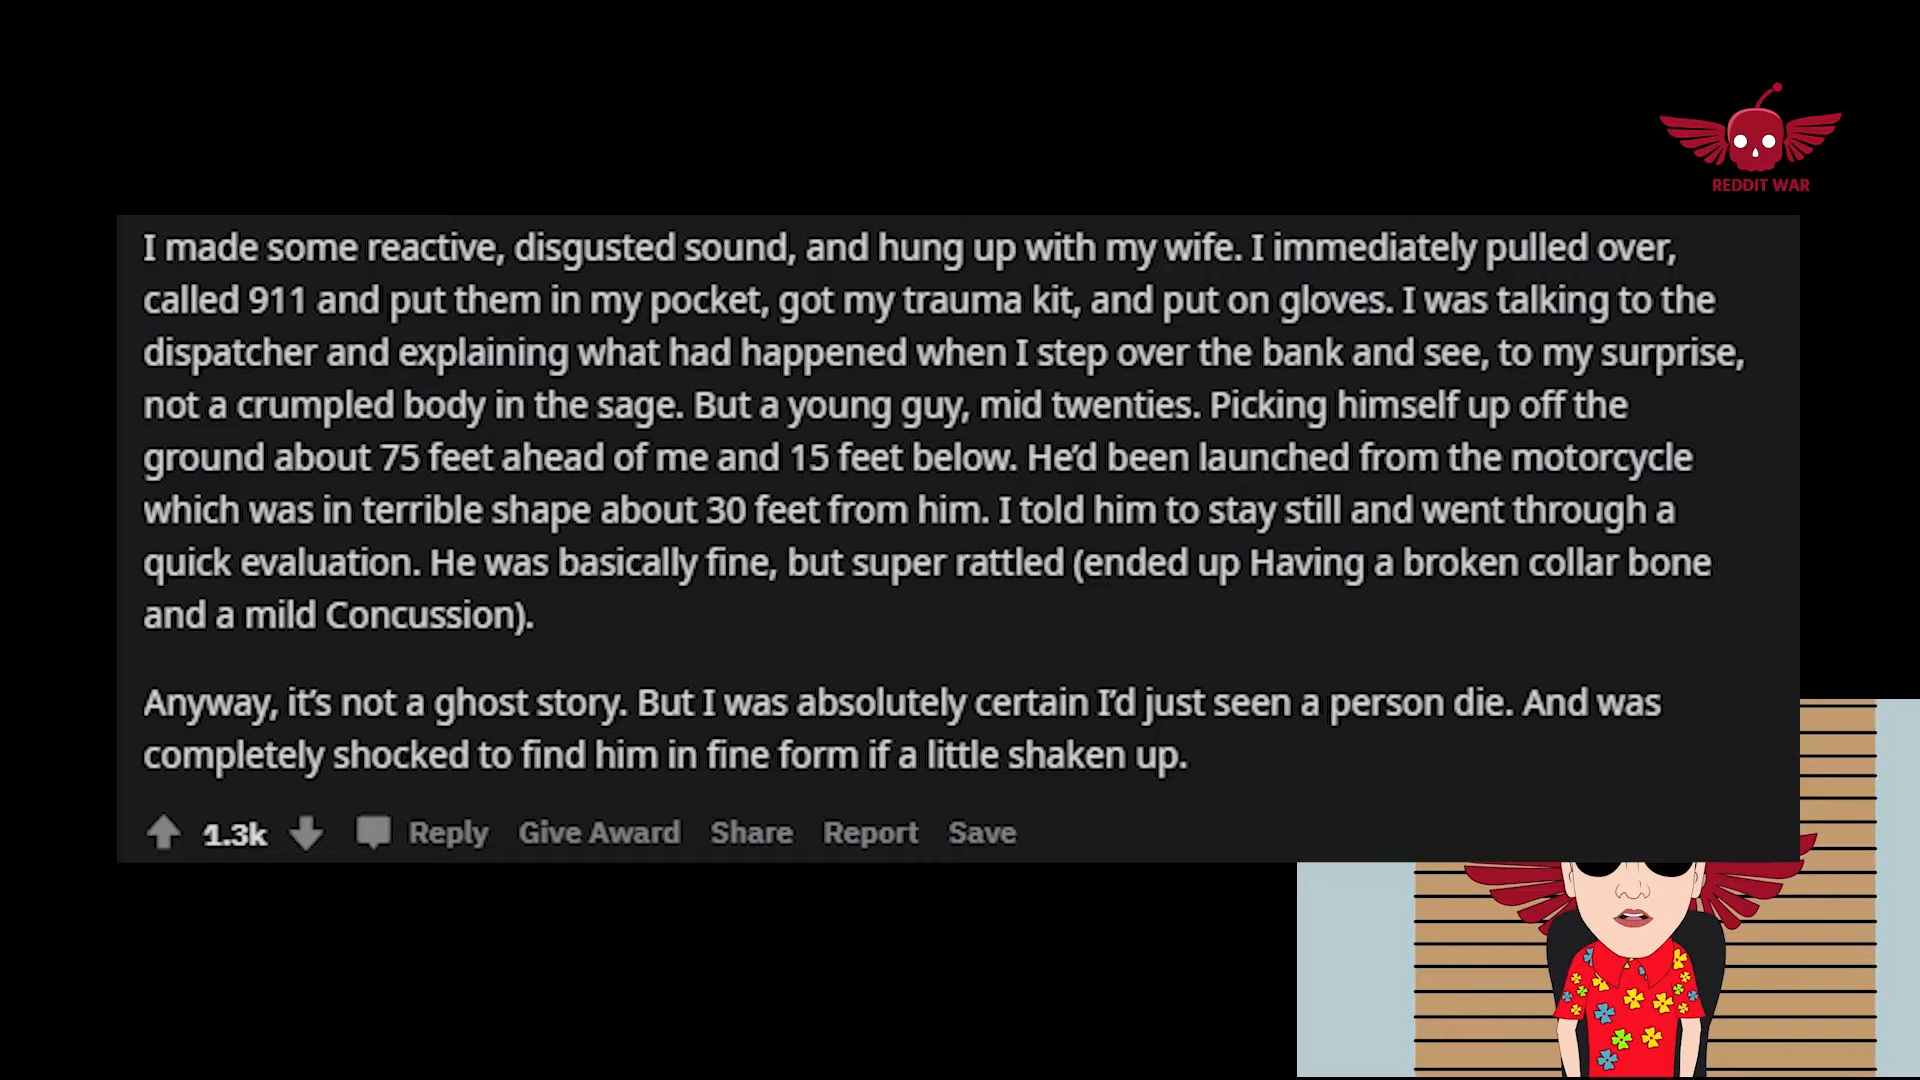 REDDIT WAR
I made some reactive, disgusted sound, and hung up with my wife. I immediately pulled over,
called 911 and put them in my pocket, got my trauma kit, and put on gloves. I was talking to the
dispatcher and explaining what had happened when I step over the bank and see, to my surprise,
not a crumpled body in the sage. But a young guy, mid twenties. Picking himself up off the
ground about 75 feet ahead of me and 15 feet below. He’d been launched from the motorcycle
which was in terrible shape about 30 feet from him. I told him to stay still and went through a
quick evaluation. He was basically fine, but super rattled (ended up Having a broken collar bone
and a mild Concussion).
Anyway, it’s not a ghost story. But I was absolutely certain I’d just seen a person die. And was
completely shocked to find him in fine form if a little shaken up.
1.3k Reply Give Award Share Report Save